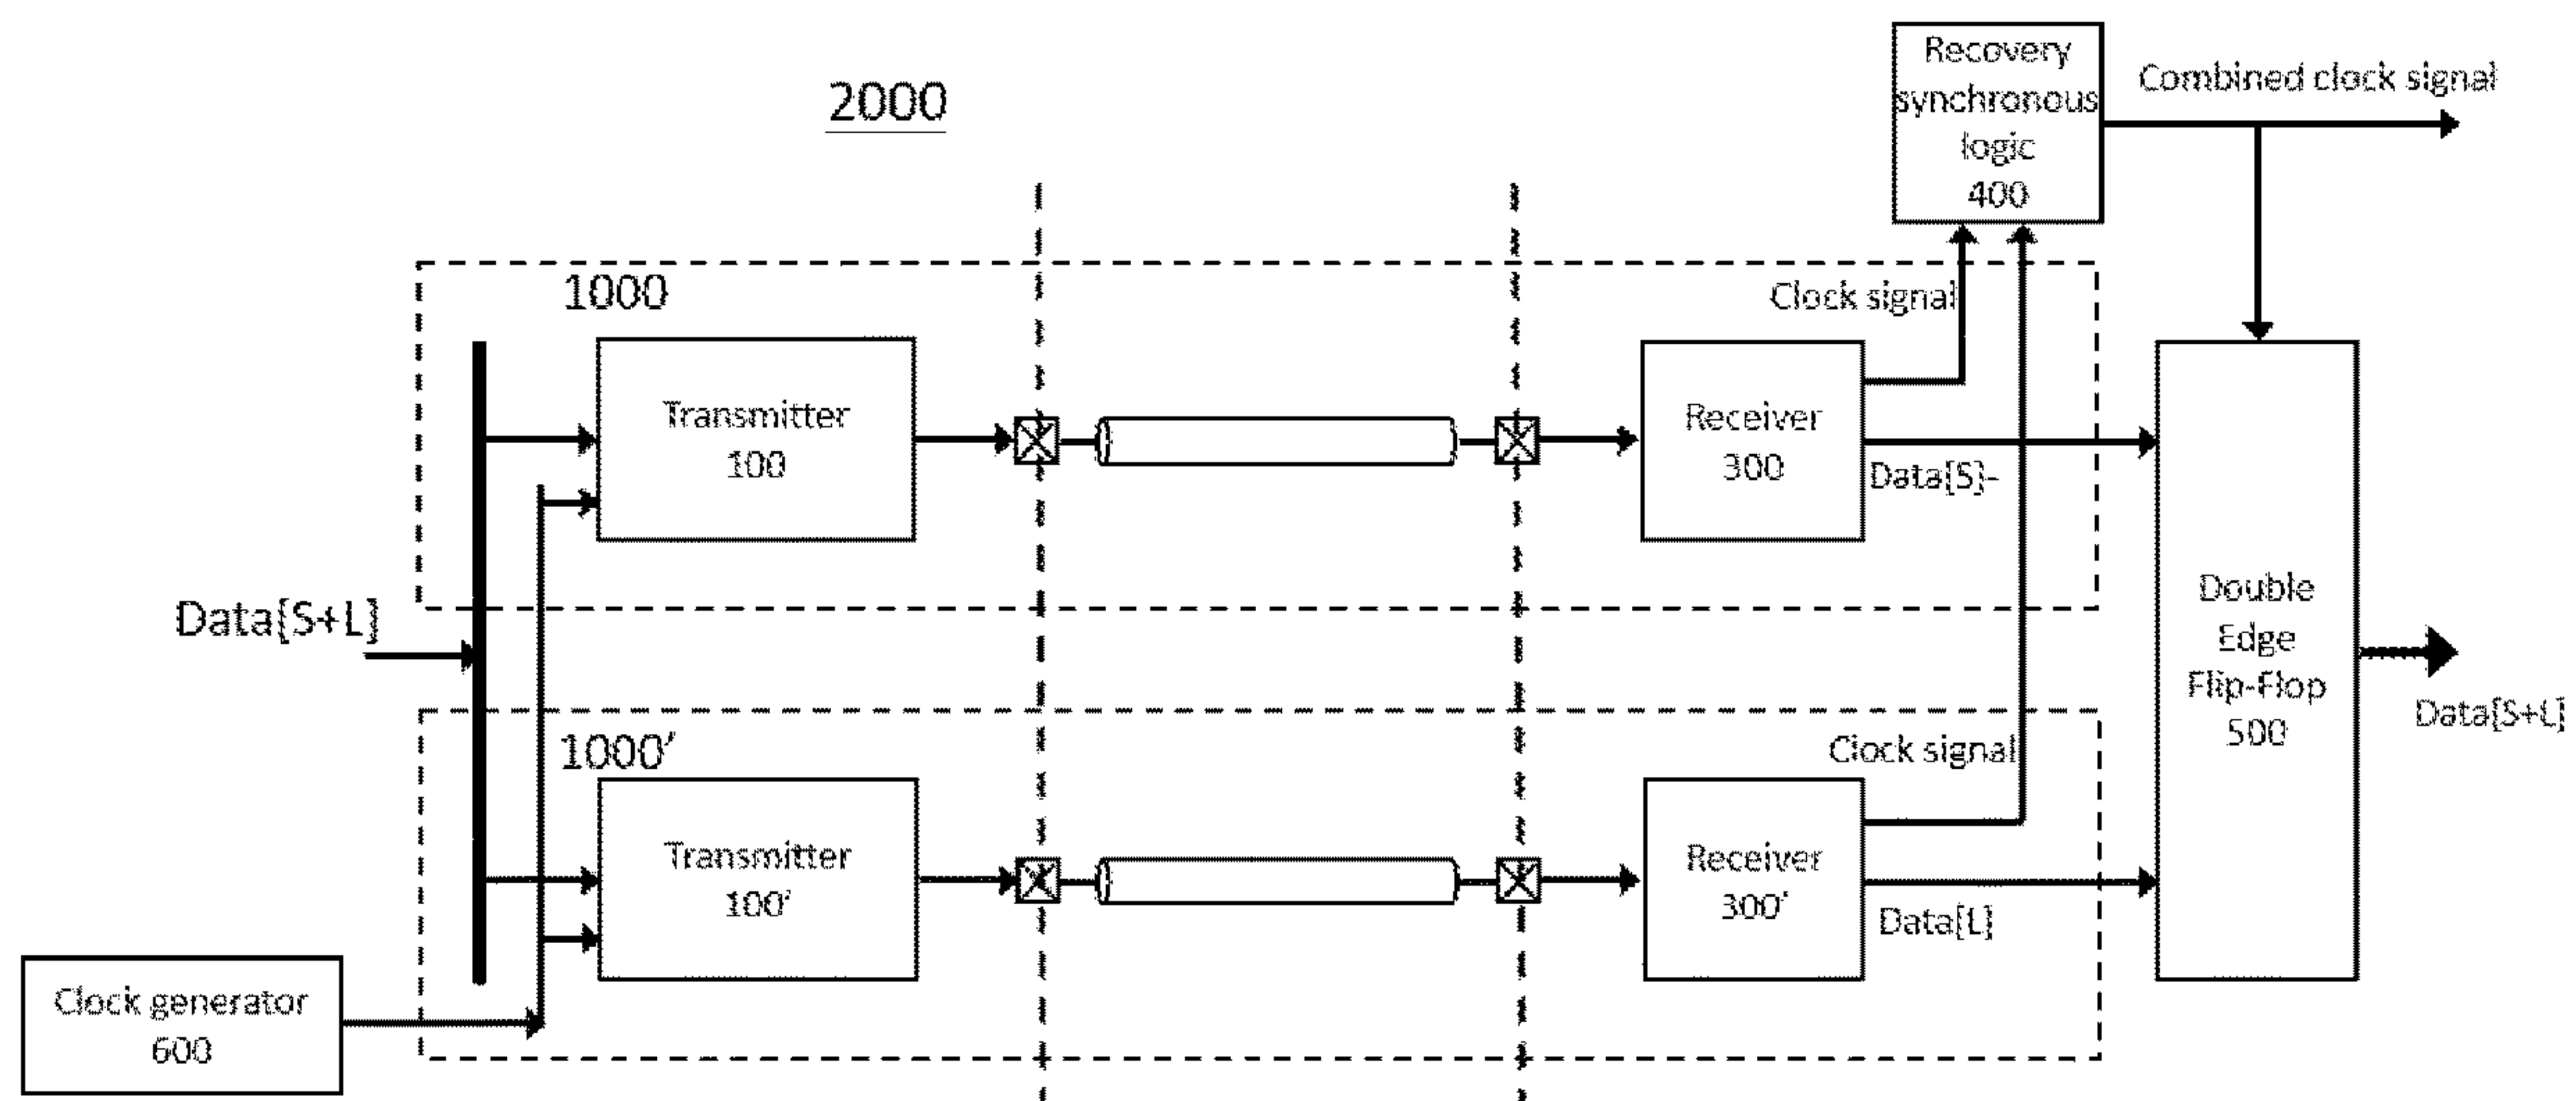 Recovery
synchronous
logic
400
Combined clock signal
2000
1000
Clock signal
Transmitter
100
Receiver
300
Data[S]-
Data[S+L]
Double
Edge
Flip-Flop
500
Data[S+L]
1000'
Clock signal
Transmitter
100'
Receiver
300'
Data[L]
Clock generator
600